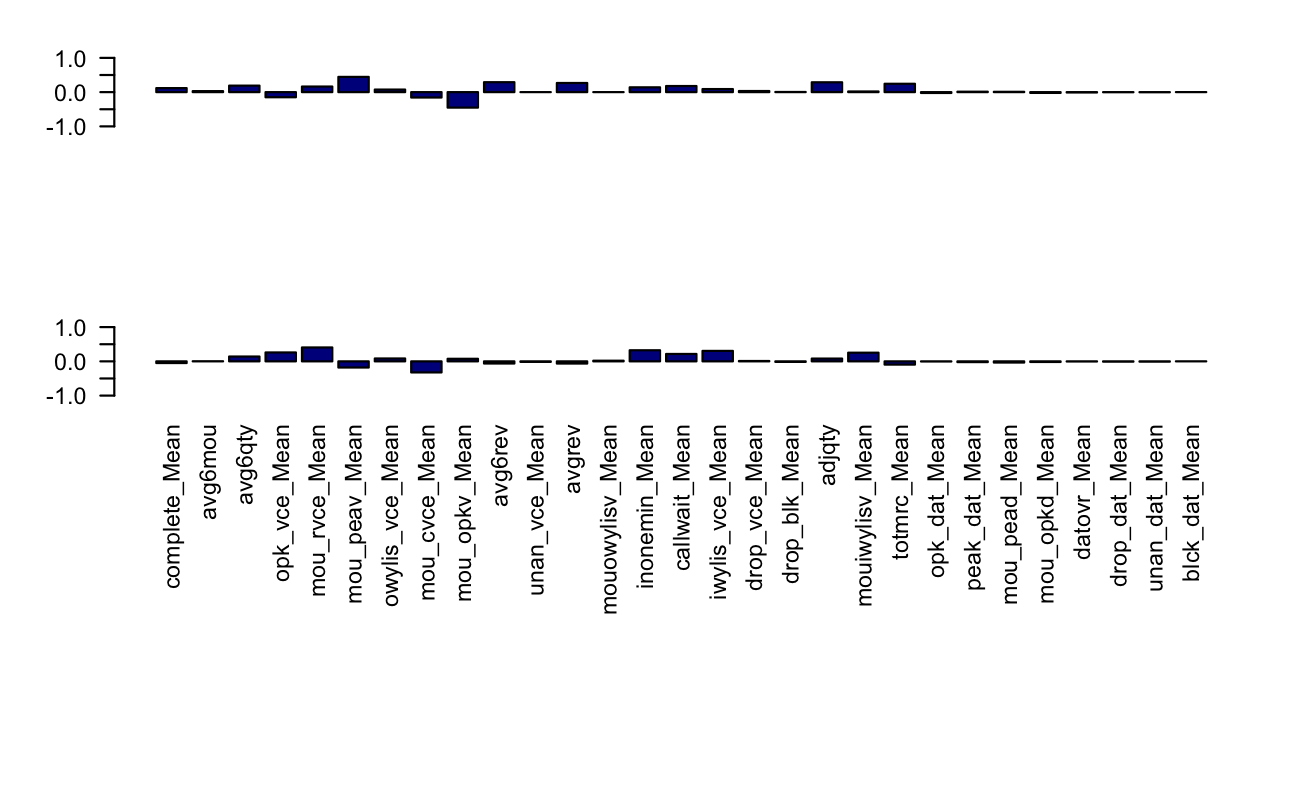 1.0
0.0
-1.0
1.0
0.0
-1.0
complete_Mean
avg6mou
avg6qty
opk_vce_Mean
mou_rvce_Mean
mou_peav_Mean
owylis_vce_Mean
mou_cvce_Mean
mou_opkv_Mean
avg6rev
unan_vce_Mean
avgrev
mouowylisv_Mean
inonemin_Mean
callwait_Mean
iwylis_vce_Mean
drop_vce_Mean
drop_blk_Mean
adjqty
mouiwylisv_Mean
totmrc_Mean
opk_dat_Mean
peak_dat_Mean
mou_pead_Mean
mou_opkd_Mean
datovr_Mean
drop_dat_Mean
unan_dat_Mean
blck_dat_Mean